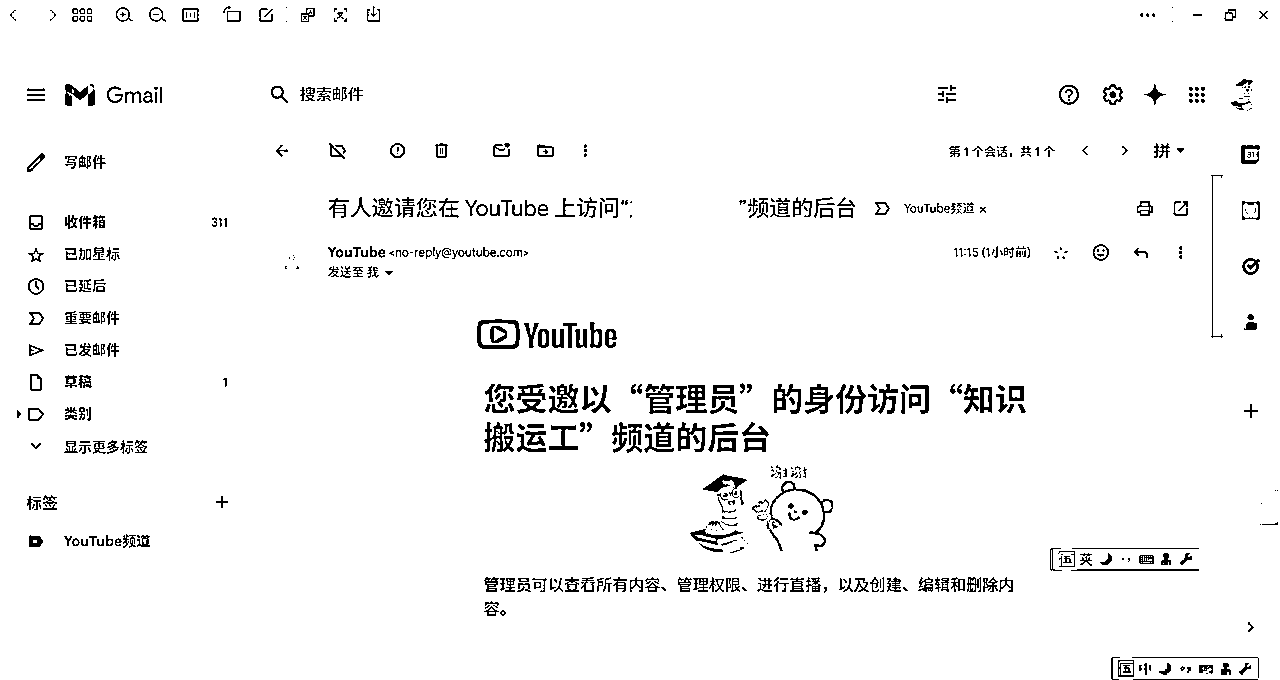 Gmail
搜索邮件
写邮件
第1个会话，共1个
拼
收件箱 311
已加星标
已延后
重要邮件
已发邮件
草稿 1
类别
显示更多标签
标签
YouTube频道
有人邀请您在 YouTube 上访问“
”频道的后台
YouTube频道 ×
YouTube <no-reply@youtube.com>
11:15 (1小时前)
发送至 我
YouTube
您受邀以“管理员”的身份访问“知识
搬运工”频道的后台
谢谢
管理员可以查看所有内容、管理权限、进行直播，以及创建、编辑和删除内
容。
31
五 英
五 中